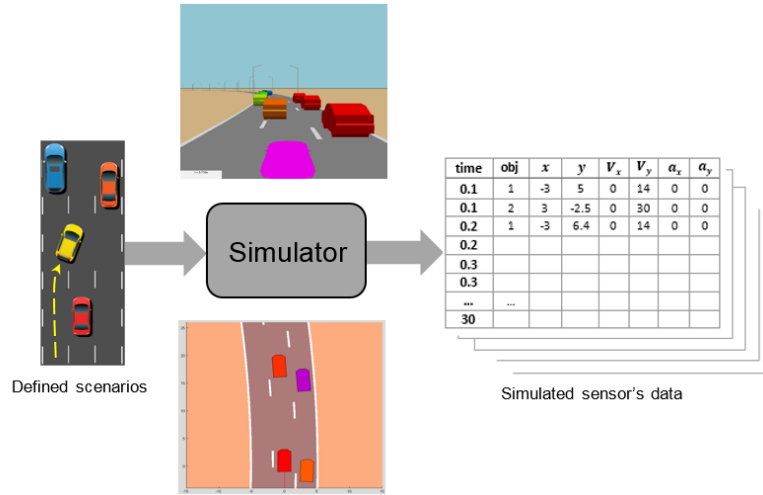 Defined scenarios
Simulator
time obj x y Vx Vy ax ay
0.1 1 -3 5 0 14 0 0
0.1 2 3 -2.5 0 30 0 0
0.2 1 -3 6.4 0 14 0 0
0.2
0.3
0.3
... ...
30
Simulated sensor's data